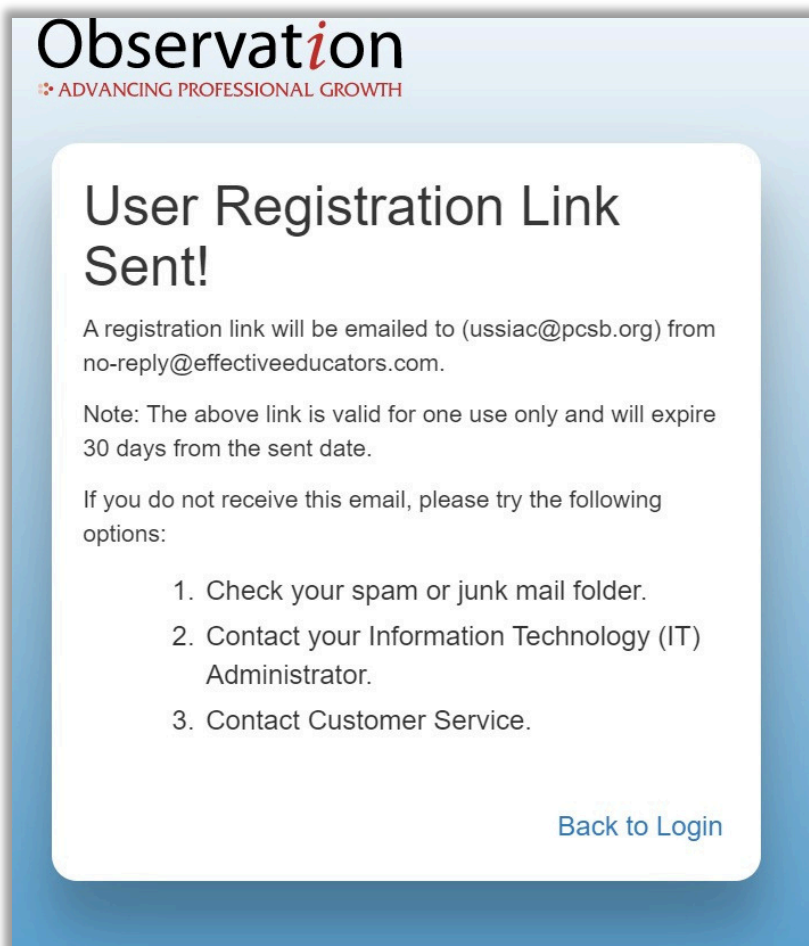 Observation
ADVANCING PROFESSIONAL GROWTH
User Registration Link
Sent!
A registration link will be emailed to (ussiac@pcsb.org) from
no-reply@effectiveeducators.com.
Note: The above link is valid for one use only and will expire
30 days from the sent date.
If you do not receive this email, please try the following
options:
1. Check your spam or junk mail folder.
2. Contact your Information Technology (IT)
Administrator.
3. Contact Customer Service.
Back to Login